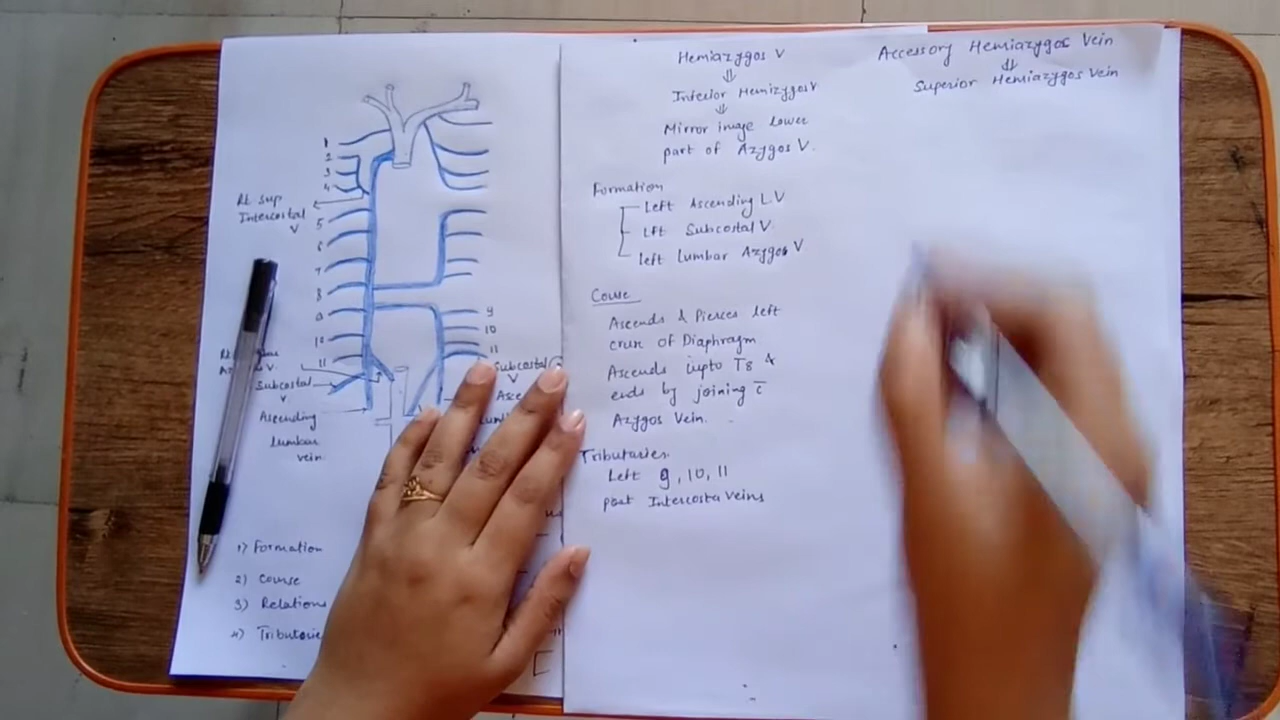 1
2
3
4
Rt sup
Intercostal
V
5
6
7
8
9
10
11
Subcostal
V
Ascending
lumbar
vein
9
10
11
Subcostal
V
1) Formation
2) Course
3) Relations
4)
Hemiazygos V
⇓
Inferior Hemizygos V
⇓
Mirror image lower
part of Azygos V.
Formation
Left Ascending L V
Lft Subcostal V
left Lumbar Azygos V
Course
Ascends & Pierces left
crux of Diaphragm
Ascends upto T8 &
ends by joining c̄
Azygos Vein.
Tributaries
Left 9, 10, 11
post Intercosta Veins
Accessory Hemiazygos Vein
⇓
Superior Hemiazygos Vein